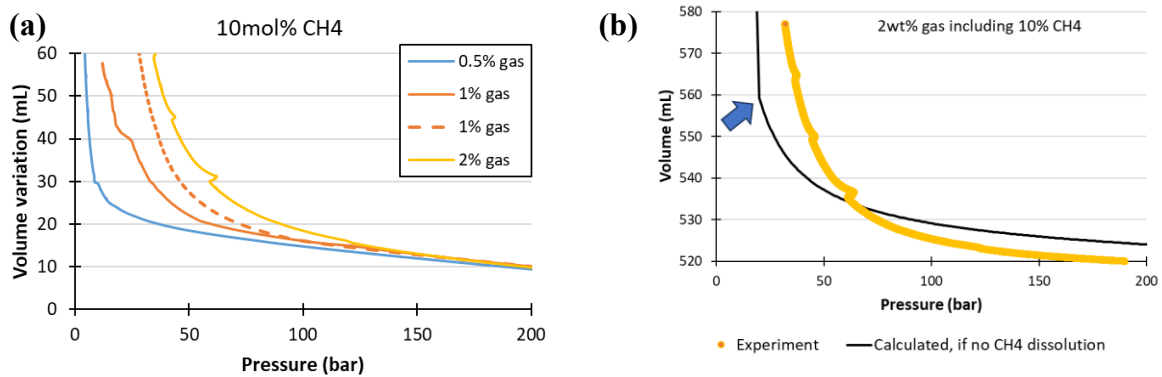 (a)
10mol% CH4
60
50
40
30
20
10
0
Volume variation (mL)
0.5% gas
1% gas
1% gas
2% gas
0 50 100 150 200
Pressure (bar)
(b)
2wt% gas including 10% CH4
580
570
560
550
540
530
520
Volume (mL)
0 50 100 150 200
Pressure (bar)
Experiment
Calculated, if no CH4 dissolution